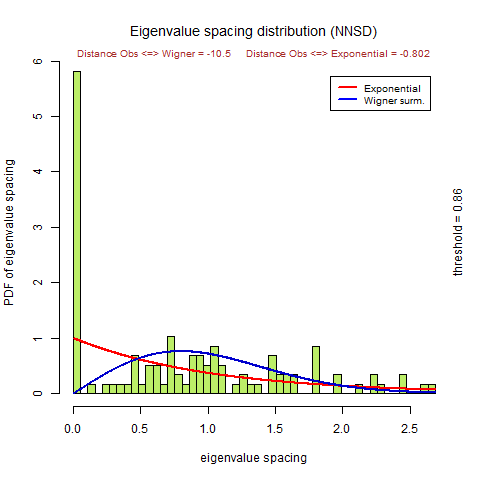 Eigenvalue spacing distribution (NNSD)
Distance Obs <=> Wigner = -10.5 Distance Obs <=> Exponential = -0.802
Exponential
Wigner surm.
PDF of eigenvalue spacing
6
5
4
3
2
1
0
threshold = 0.86
0.0 0.5 1.0 1.5 2.0 2.5
eigenvalue spacing